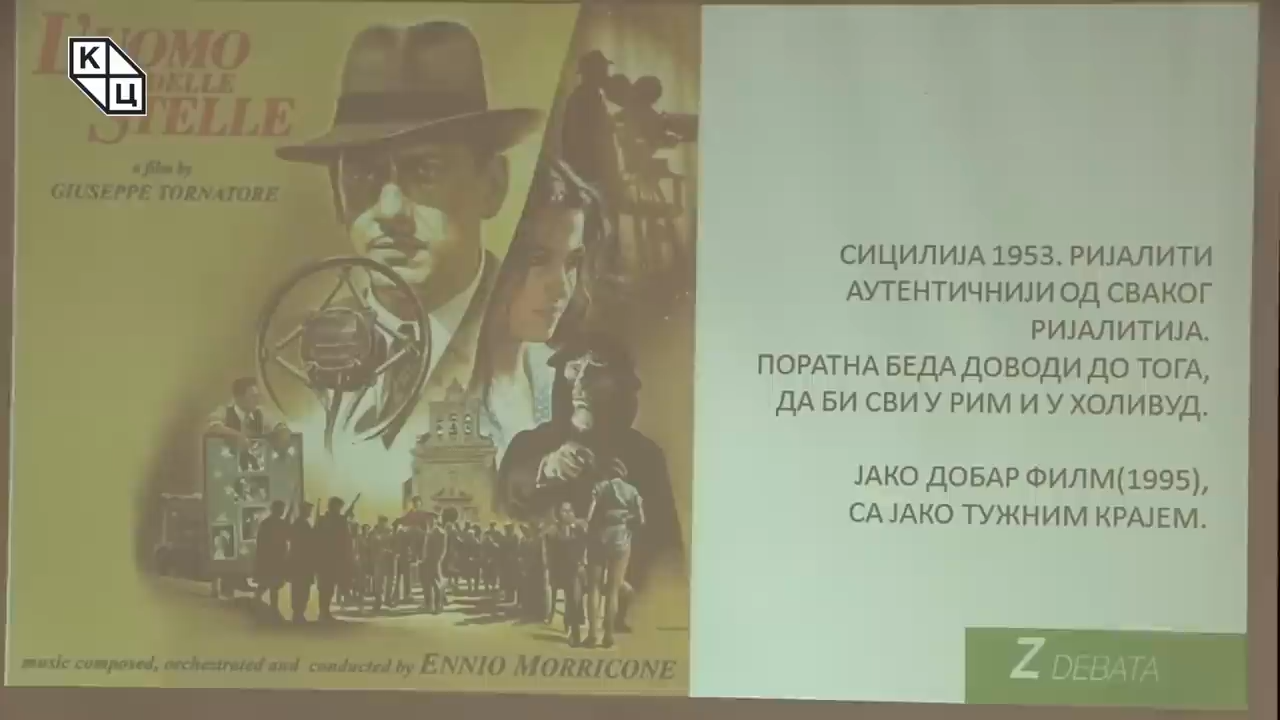 L'UOMO
DELLE
STELLE
a film by
GIUSEPPE TORNATORE
К
Ц
СИЦИЛИЈА 1953. РИЈАЛИТИ
АУТЕНТИЧНИЈИ ОД СВАКОГ
РИЈАЛИТИЈА.
ПОРАТНА БЕДА ДОВОДИ ДО ТОГА,
ДА БИ СВИ У РИМ И У ХОЛИВУД.
ЈАКО ДОБАР ФИЛМ(1995),
СА ЈАКО ТУЖНИМ КРАЈЕМ.
music composed, orchestrated and conducted by ENNIO MORRICONE
Z DEBATA